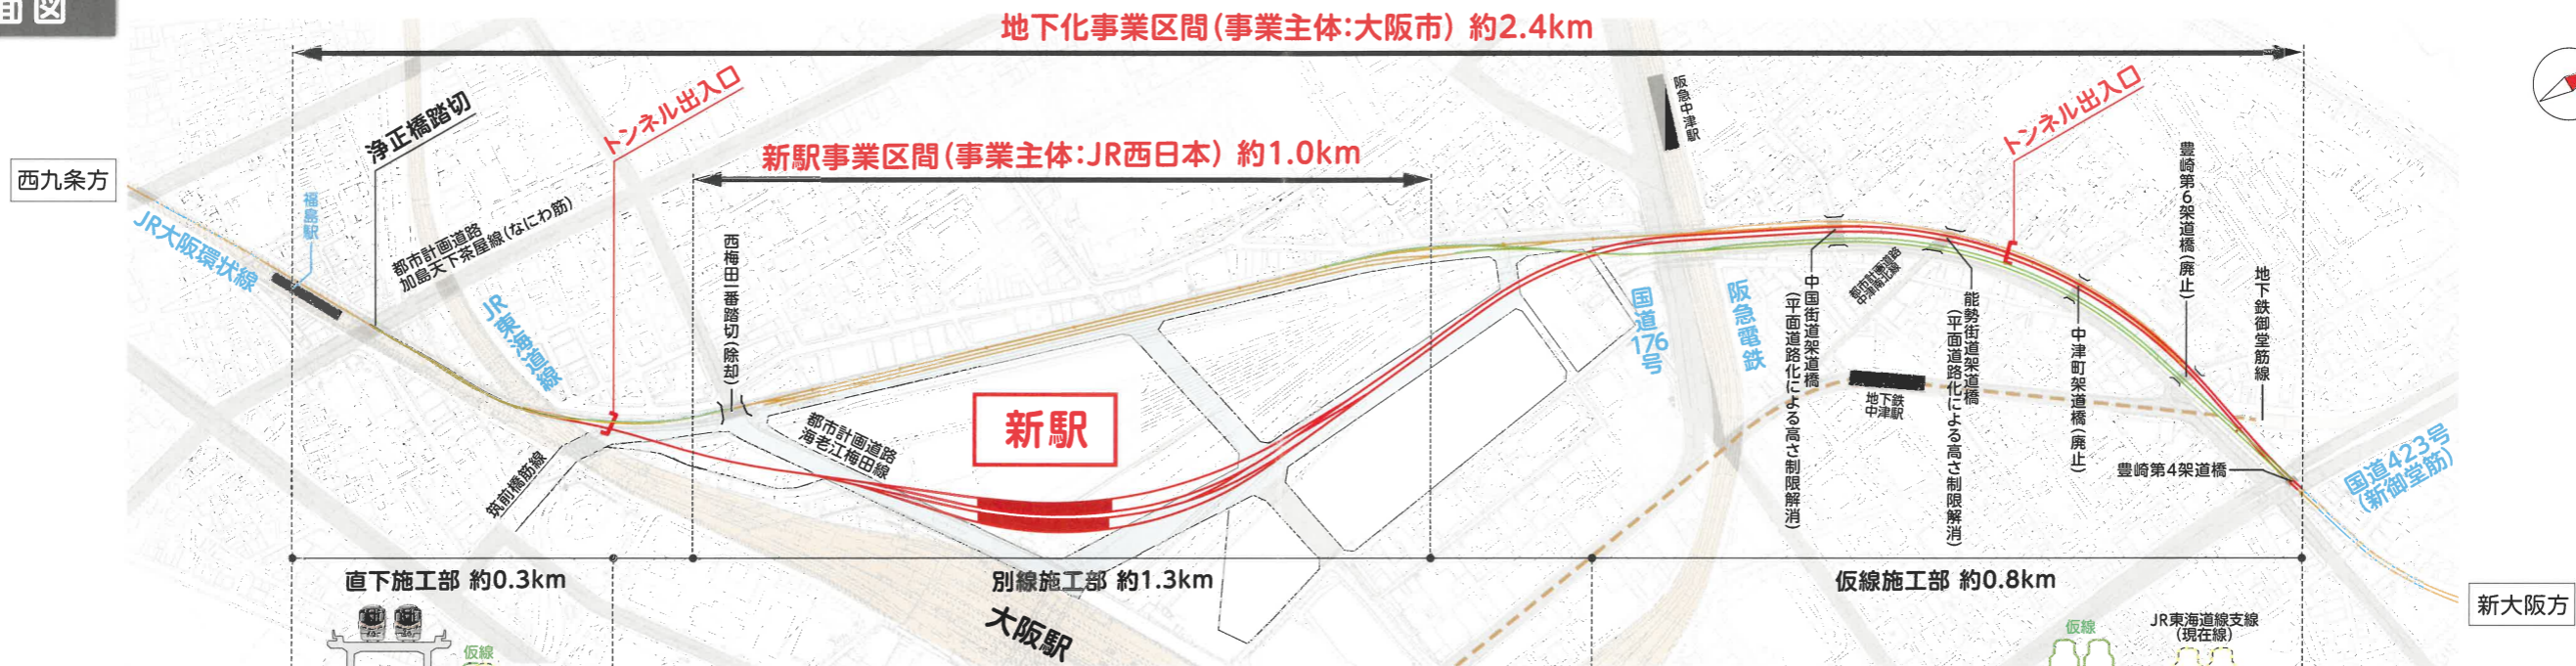 面図
地下化事業区間(事業主体:大阪市) 約2.4km
新駅事業区間(事業主体:JR西日本) 約1.0km
西九条方
JR大阪環状線
福島駅
浄正橋踏切
都市計画道路
加島天下茶屋線(なにわ筋)
JR東海道線
トンネル出入口
西梅田一番踏切(除却)
筑前橋筋線
都市計画道路
海老江梅田線
新駅
阪急中津駅
国道176号
阪急電鉄
中国街道架道橋
(平面道路化による高さ制限解消)
都市計画道路
中津南北線
地下鉄
中津駅
能勢街道架道橋
(平面道路化による高さ制限解消)
トンネル出入口
中津町架道橋(廃止)
豊崎第6架道橋(廃止)
地下鉄御堂筋線
豊崎第4架道橋
国道423号
(新御堂筋)
新大阪方
直下施工部 約0.3km
別線施工部 約1.3km
仮線施工部 約0.8km
大阪駅
仮線
仮線
JR東海道線支線
(現在線)